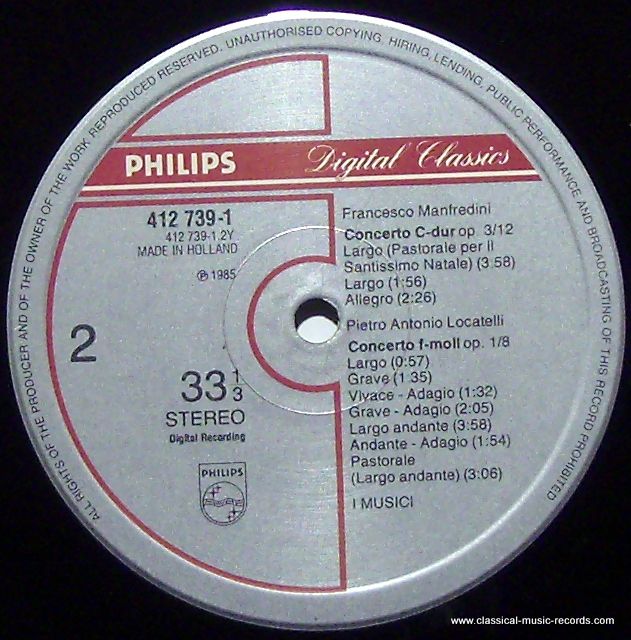 ALL RIGHTS OF THE PRODUCER AND OF THE OWNER OF THE WORK REPRODUCED RESERVED. UNAUTHORISED COPYING, HIRING, LENDING, PUBLIC PERFORMANCE AND BROADCASTING OF THIS RECORD PROHIBITED
PHILIPS
Digital Classics
412 739-1
412 739-1.2Y
MADE IN HOLLAND
℗ 1985
2
33 1/3
STEREO
Digital Recording
PHILIPS
Francesco Manfredini
Concerto C-dur op. 3/12
Largo (Pastorale per il
Santissimo Natale) (3:58)
Largo (1:56)
Allegro (2:26)
Pietro Antonio Locatelli
Concerto f-moll op. 1/8
Largo (0:57)
Grave (1:35)
Vivace - Adagio (1:32)
Grave - Adagio (2:05)
Largo andante (3:58)
Andante - Adagio (1:54)
Pastorale
(Largo andante) (3:06)
I MUSICI
www.classical-music-records.com